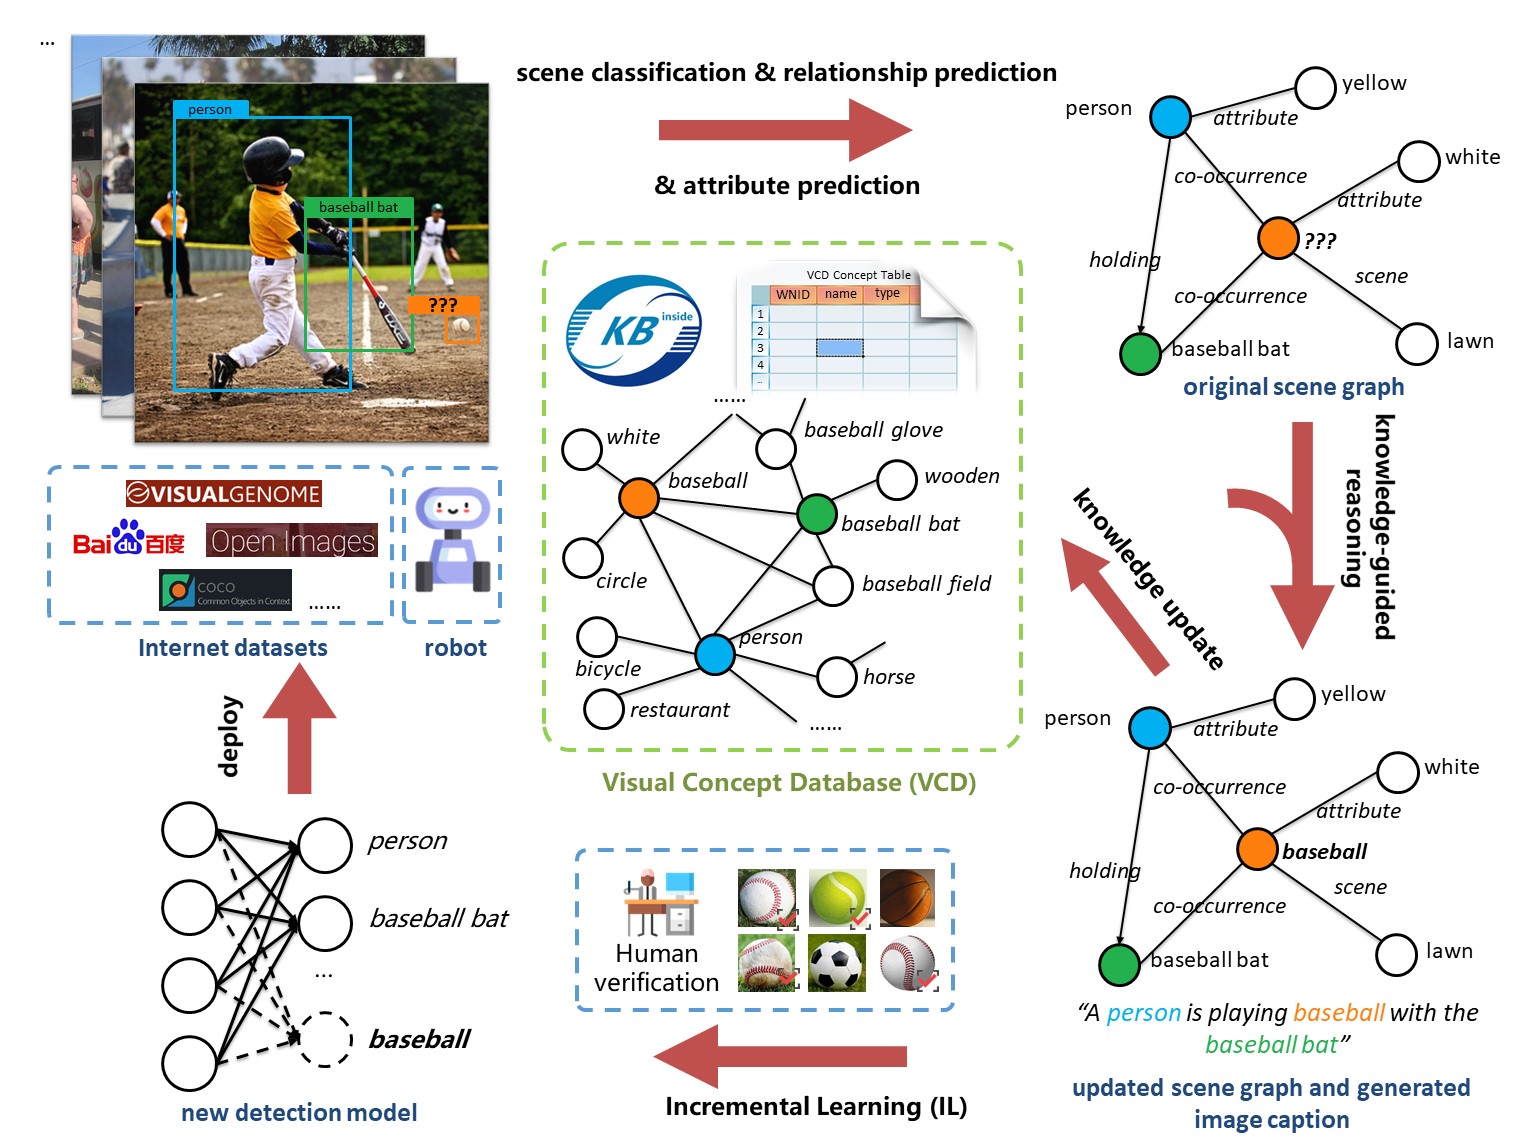 ...
person
baseball bat
???
scene classification & relationship prediction
& attribute prediction
person
yellow
attribute
co-occurrence
white
attribute
???
holding
scene
co-occurrence
baseball bat
lawn
original scene graph
KB inside
VCD Concept Table
WNID name type
1
2
3
4
...
......
white
baseball glove
baseball
wooden
baseball bat
circle
baseball field
person
bicycle
horse
restaurant
......
Visual Concept Database (VCD)
VISUALGENOME
Bai du 百度
Open Images
COCO
Common Objects in Context
......
Internet datasets
robot
deploy
knowledge update
knowledge-guided
reasoning
person
yellow
attribute
co-occurrence
white
attribute
baseball
holding
scene
co-occurrence
baseball bat
lawn
“A person is playing baseball with the
baseball bat”
updated scene graph and generated
image caption
Human
verification
Incremental Learning (IL)
person
baseball bat
...
baseball
new detection model